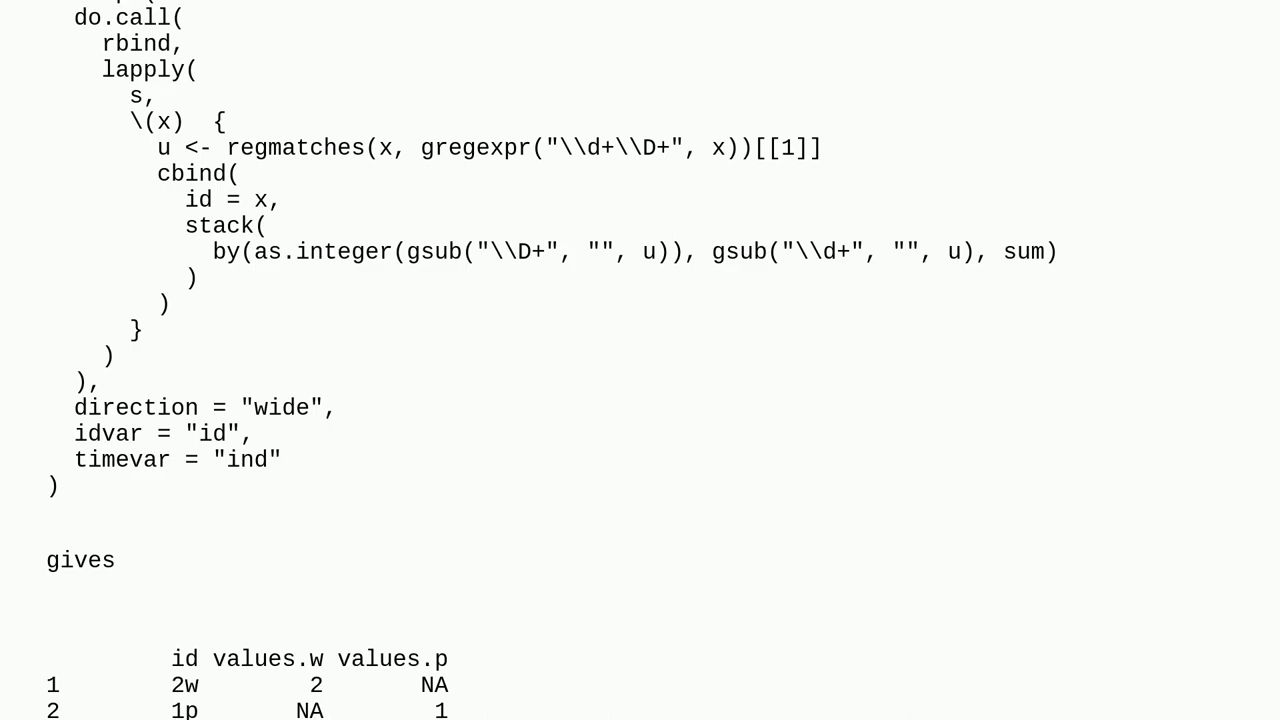 do.call(
rbind,
lapply(
s,
\(x)  {
u <- regmatches(x, gregexpr("\\d+\\D+", x))[[1]]
cbind(
id = x,
stack(
by(as.integer(gsub("\\D+", "", u)), gsub("\\d+", "", u), sum)
)
)
}
)
),
direction = "wide",
idvar = "id",
timevar = "ind"
)
gives
id values.w values.p
1        2w        2       NA
2        1p       NA        1